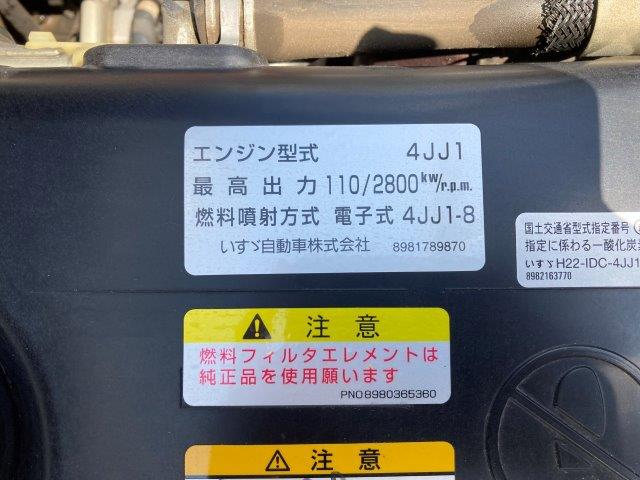 エンジン型式 4JJ1
最高出力 110/2800 kW/r.p.m.
燃料噴射方式 電子式 4JJ1-8
いすゞ自動車株式会社 8981789870
国土交通省型式指定番号
指定に係わる一酸化炭
いすゞH22-IDC-4JJ1
8982163770
注意
燃料フィルタエレメントは
純正品を使用願います
PNO8980365360
注意